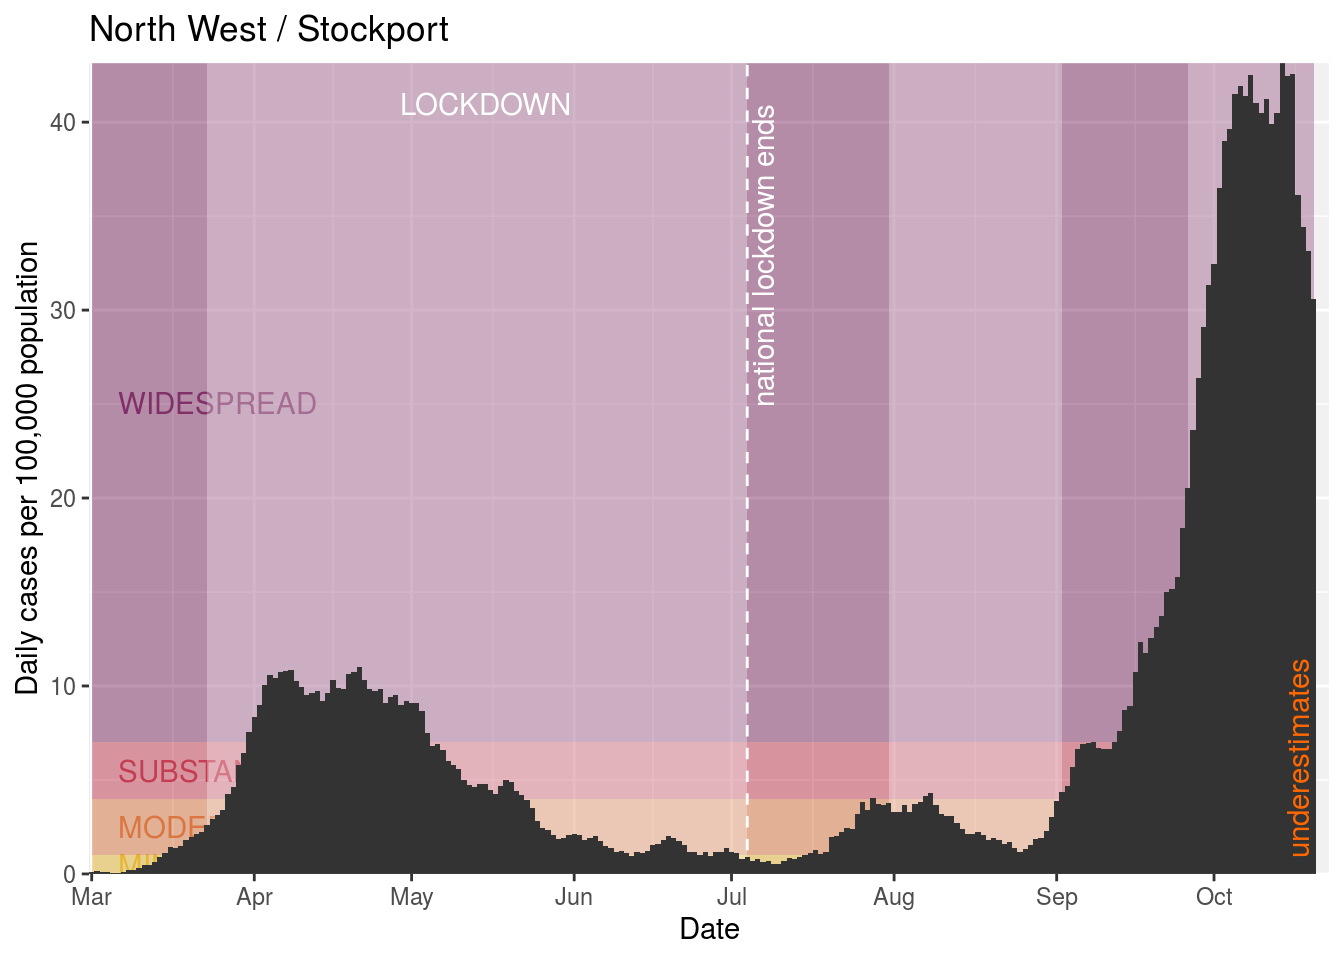 North West / Stockport
Daily cases per 100,000 population
40
30
20
10
0
LOCKDOWN
national lockdown ends
WIDESPREAD
underestimates
Mar
Apr
May
Jun
Jul
Aug
Sep
Oct
Date